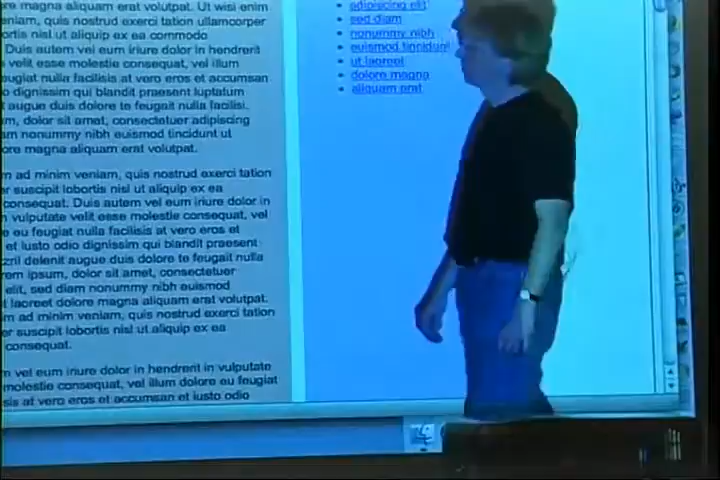 ore magna aliquam erat volutpat. Ut wisi enim
eniam, quis nostrud exerci tation ullamcorper
ortis nisl ut aliquip ex ea commodo
Duis autem vel eum iriure dolor in hendrerit
velit esse molestie consequat, vel illum
eugiat nulla facilisis at vero eros et accumsan
o dignissim qui blandit praesent luptatum
t augue duis dolore te feugait nulla facilisi.
m, dolor sit amet, consectetuer adipiscing
am nonummy nibh euismod tincidunt ut
ore magna aliquam erat volutpat.
m ad minim veniam, quis nostrud exerci tation
er suscipit lobortis nisl ut aliquip ex ea
consequat. Duis autem vel eum iriure dolor in
n vulputate velit esse molestie consequat, vel
e eu feugiat nulla facilisis at vero eros et
et iusto odio dignissim qui blandit praesent
zril delenit augue duis dolore te feugait nulla
rem ipsum, dolor sit amet, consectetuer
elit, sed diam nonummy nibh euismod
t laoreet dolore magna aliquam erat volutpat.
m ad minim veniam, quis nostrud exerci tation
er suscipit lobortis nisl ut aliquip ex ea
consequat.
m vel eum iriure dolor in hendrerit in vulputate
molestie consequat, vel illum dolore eu feugiat
sis at vero eros et accumsan et iusto odio
adipiscing elit
sed diam
nonummy nibh
euismod tincidunt
ut laoreet
dolore magna
aliquam erat